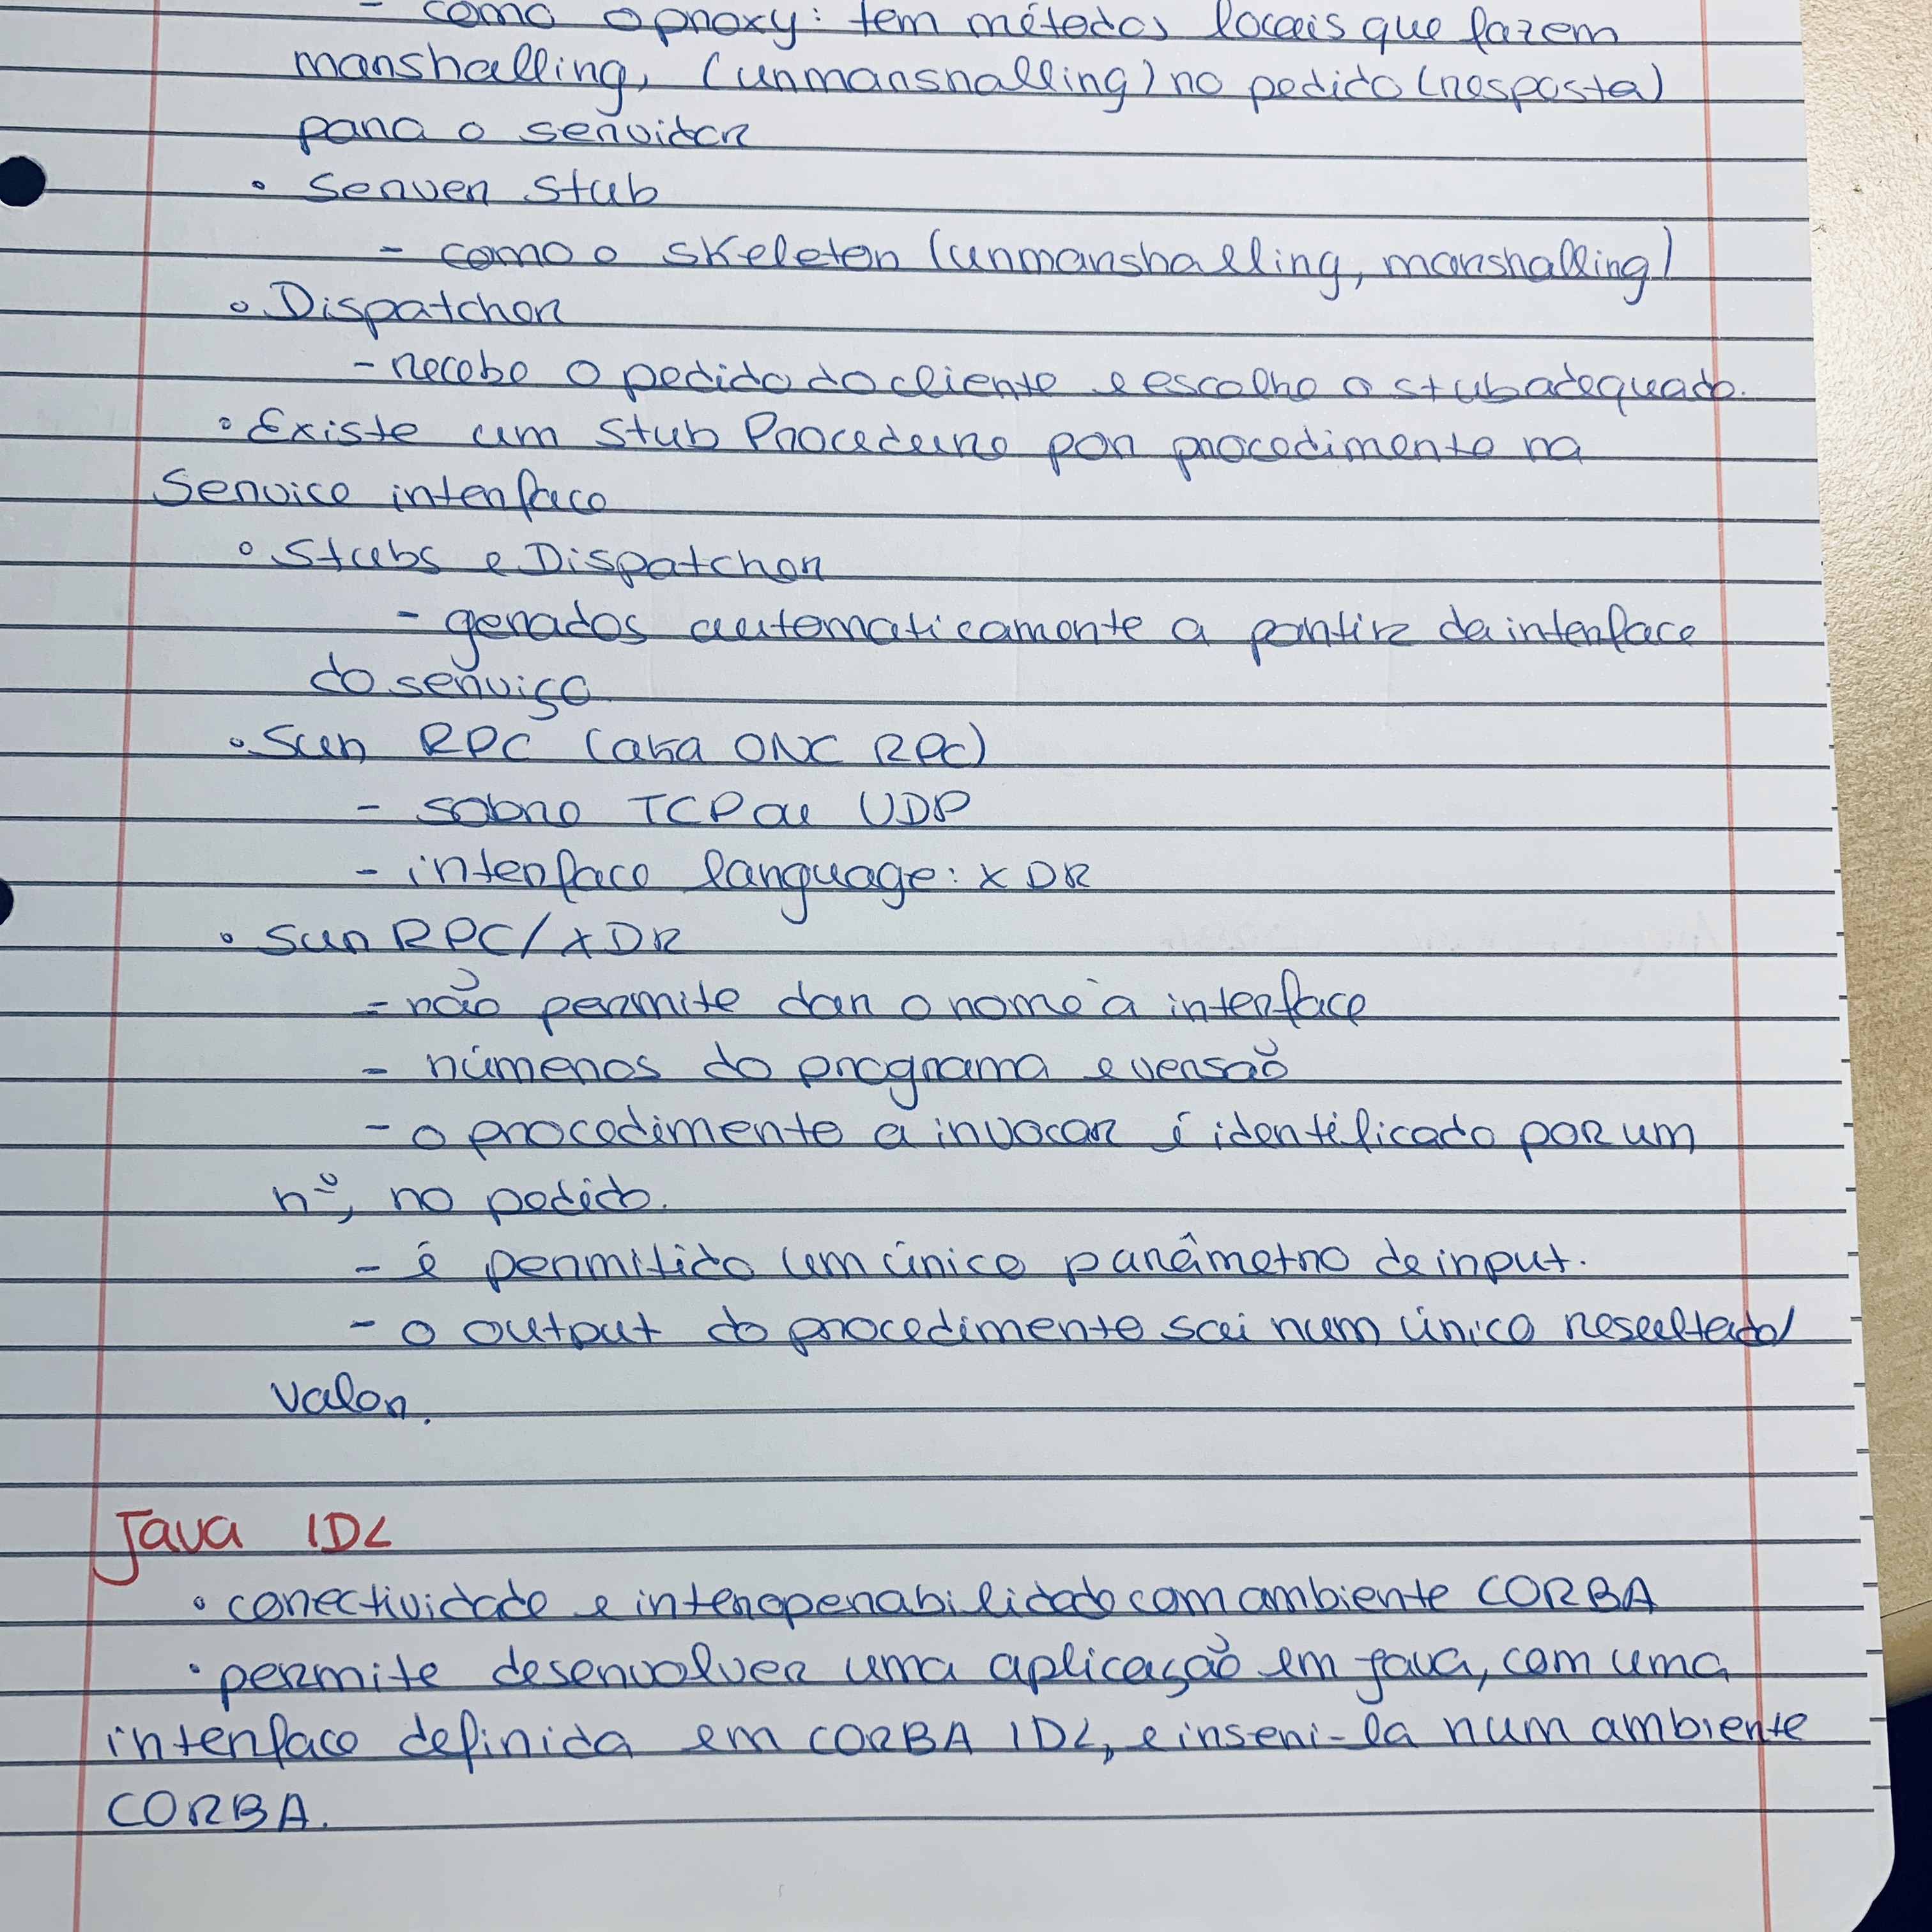 - como o proxy: tem métodos locais que fazem
marshalling, (unmarshalling) no pedido (resposta)
para o servidor
• Server stub
- como o skeleton (unmarshalling, marshalling)
• Dispatcher
- recebe o pedido do cliente e escolhe o stub adequado.
• Existe um Stub Procedure por procedimento na
Service interface
• Stubs e Dispatcher
- gerados automaticamente a partir da interface
do serviço
• Sun RPC (aka ONC RPC)
- sobre TCP ou UDP
- interface language: XDR
• Sun RPC/XDR
- não permite dar o nome à interface
- números do programa e versão
- o procedimento a invocar é identificado por um
nº, no pedido.
- é permitido um único parâmetro de input.
- o output do procedimento sai num único resultado/
valor.
Java IDL
• conectividade e interoperabilidade com ambiente CORBA
• permite desenvolver uma aplicação em java, com uma
interface definida em CORBA IDL, e inseri-la num ambiente
CORBA.